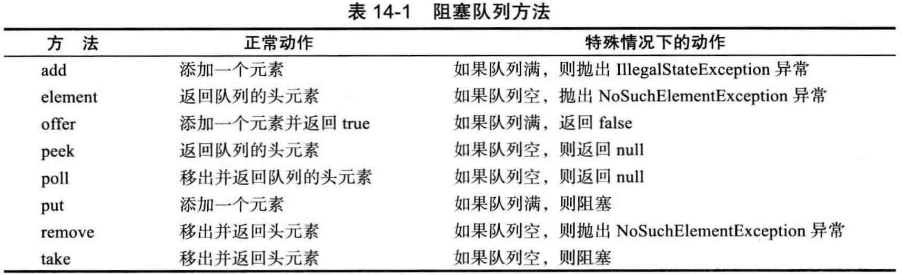 表 14-1 阻塞队列方法
方 法 正常动作 特殊情况下的动作
add 添加一个元素 如果队列满，则抛出 IllegalStateException 异常
element 返回队列的头元素 如果队列空，抛出 NoSuchElementException 异常
offer 添加一个元素并返回 true 如果队列满，返回 false
peek 返回队列的头元素 如果队列空，则返回 null
poll 移出并返回队列的头元素 如果队列空，则返回 null
put 添加一个元素 如果队列满，则阻塞
remove 移出并返回头元素 如果队列空，则抛出 NoSuchElementException 异常
take 移出并返回头元素 如果队列空，则阻塞